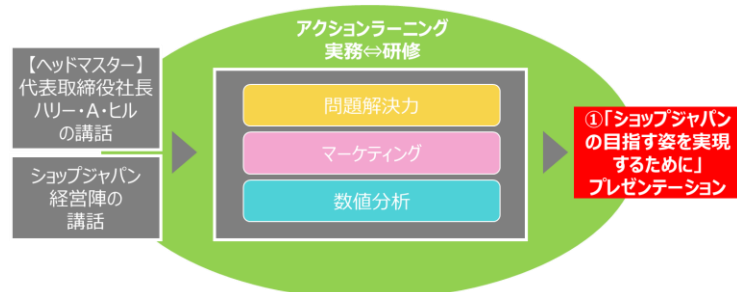 アクションラーニング
実務⇔研修
【ヘッドマスター】
代表取締役社長
ハリー・A・ヒル
の講話
ショップジャパン
経営陣の
講話
問題解決力
マーケティング
数値分析
①「ショップジャパン
の目指す姿を実現
するために」
プレゼンテーション